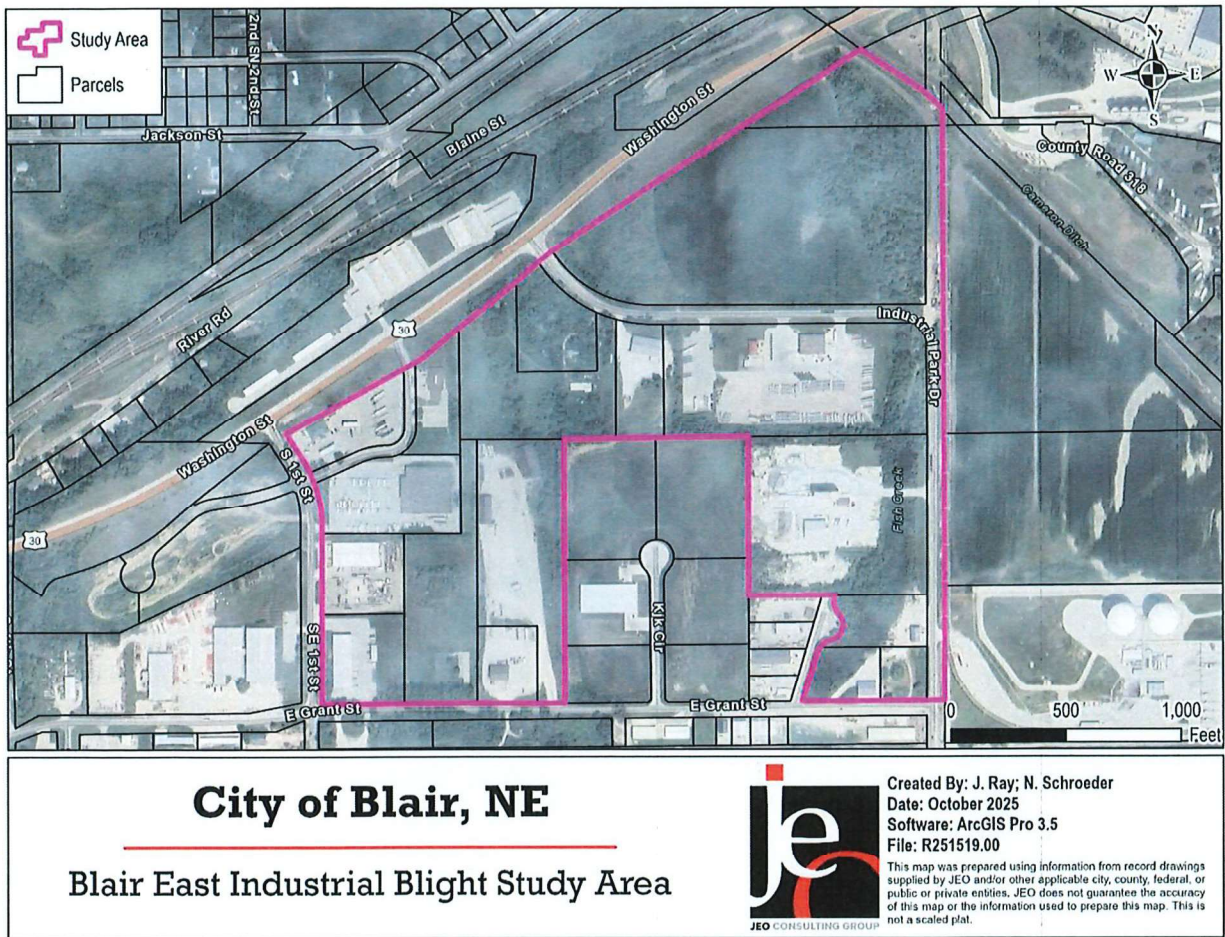 Study Area
Parcels
2nd St
N 2nd St
Jackson St
Blaine St
Washington St
N
W
E
S
County Road 318
Cameron Ditch
River Rd
30
Industrial Park Dr
Washington St
S 1st St
30
Fish Creek
Kjk Cir
SE 1st St
E Grant St
E Grant St
0 500 1,000
Feet
City of Blair, NE
Blair East Industrial Blight Study Area
jeo
JEO CONSULTING GROUP
Created By: J. Ray; N. Schroeder
Date: October 2025
Software: ArcGIS Pro 3.5
File: R251519.00
This map was prepared using information from record drawings
supplied by JEO and/or other applicable city, county, federal, or
public or private entities. JEO does not guarantee the accuracy
of this map or the information used to prepare this map. This is
not a scaled plat.